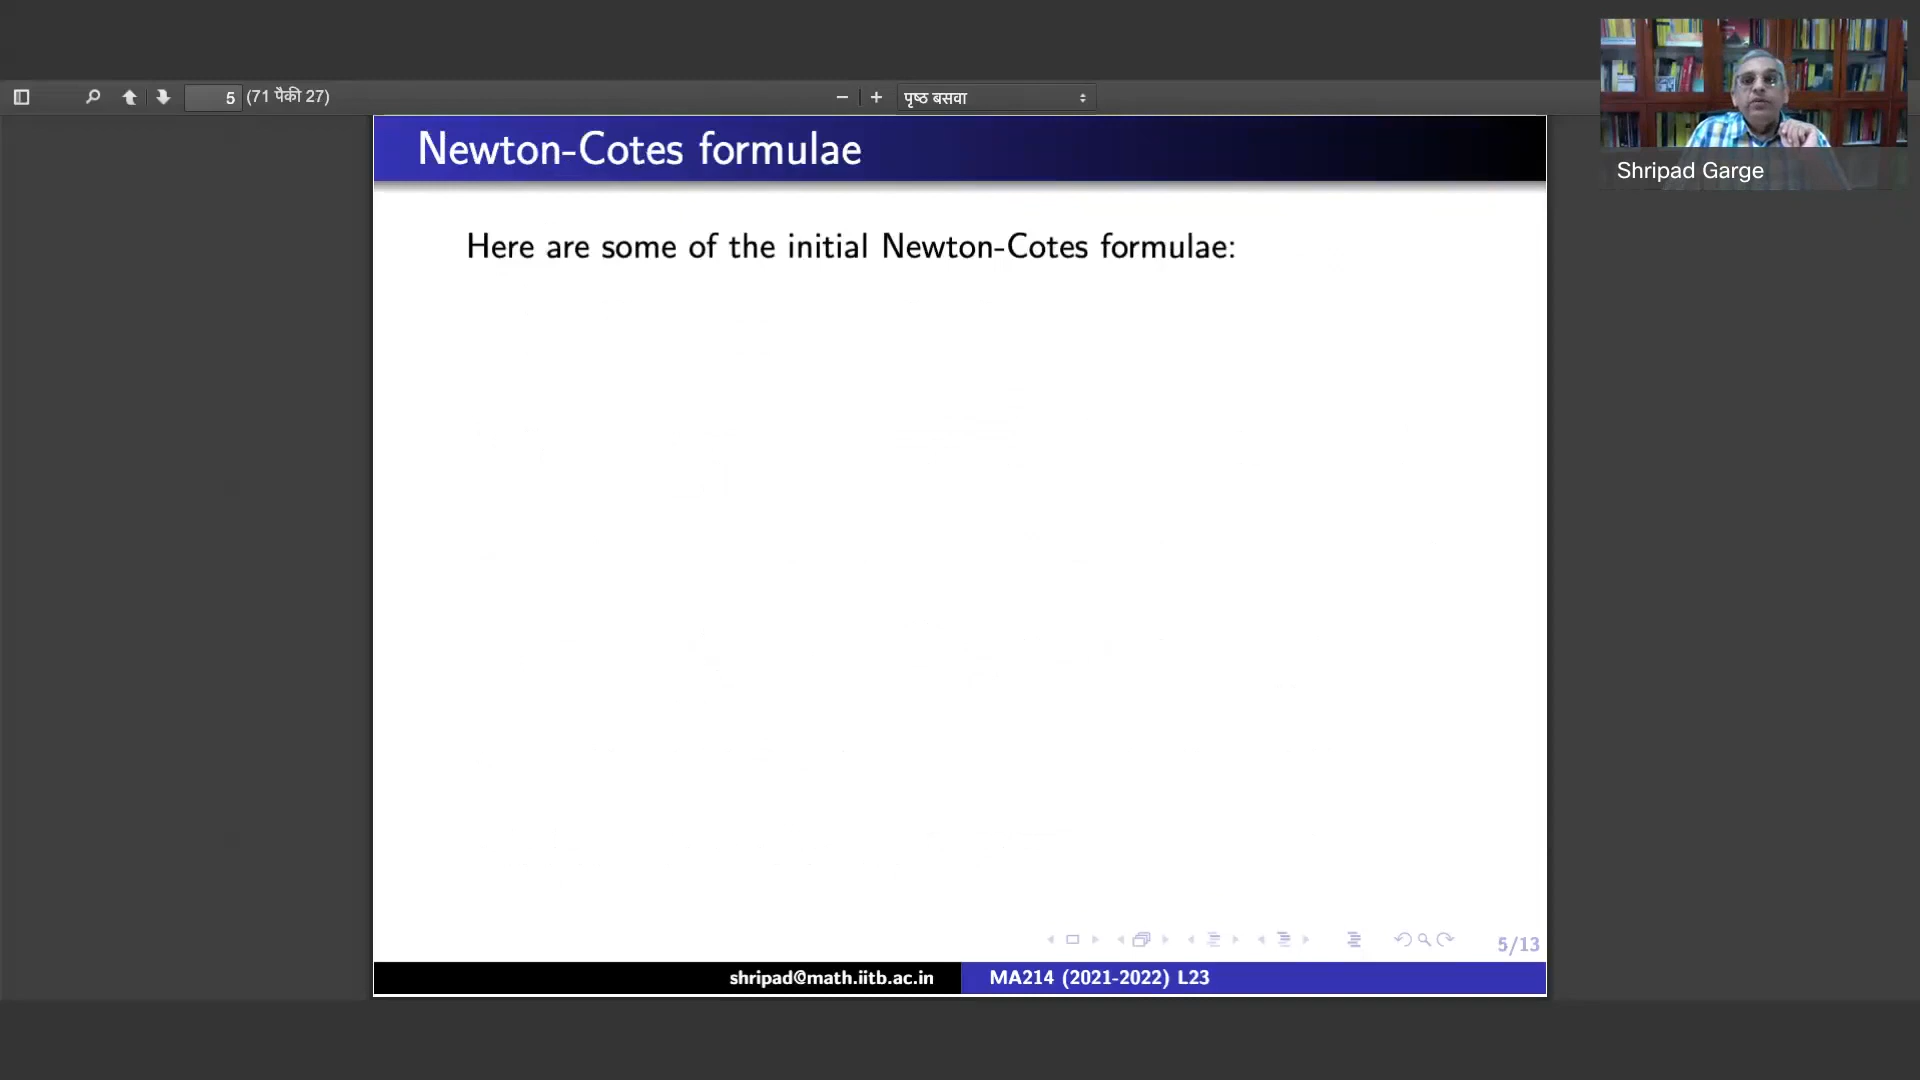 5 (71 पैकी 27)
पृष्ठ बसवा
Shripad Garge
Newton-Cotes formulae
Here are some of the initial Newton-Cotes formulae:
5/13
shripad@math.iitb.ac.in
MA214 (2021-2022) L23